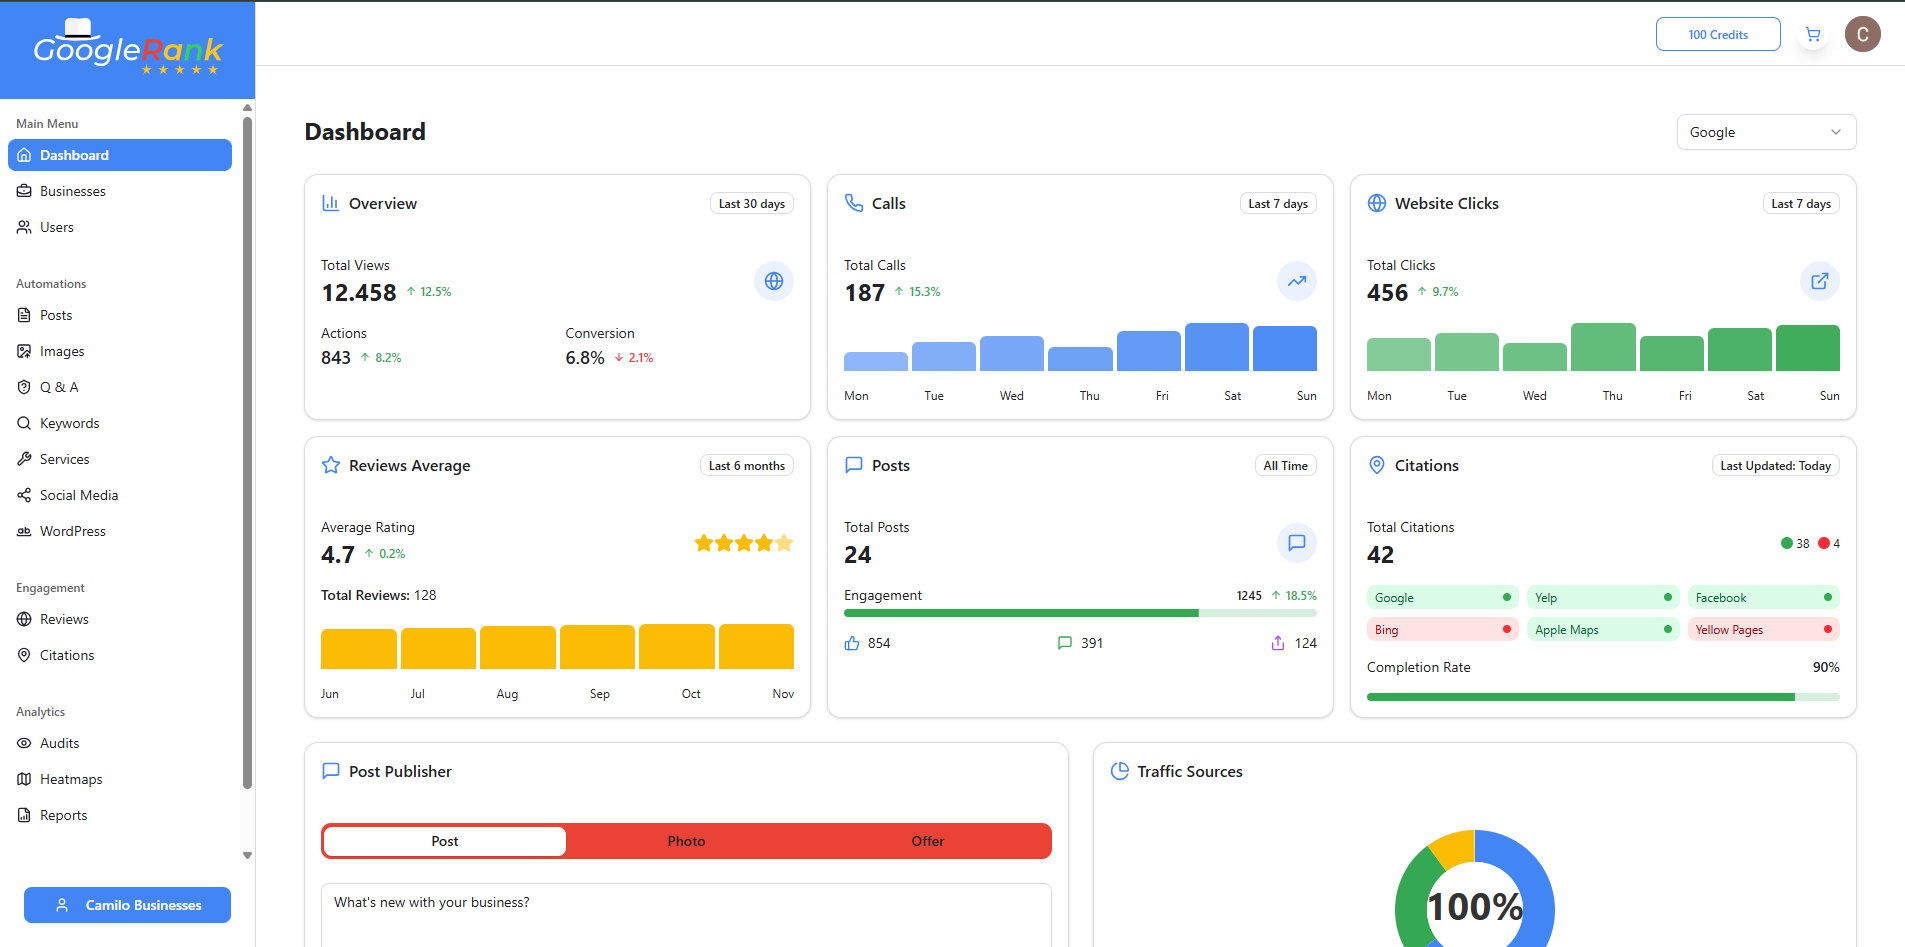 GoogleRank
100 Credits
C
Main Menu
Dashboard
Businesses
Users
Automations
Posts
Images
Q & A
Keywords
Services
Social Media
WordPress
Engagement
Reviews
Citations
Analytics
Audits
Heatmaps
Reports
Camilo Businesses
Dashboard
Google
Overview
Last 30 days
Total Views
12.458
12.5%
Actions
843
8.2%
Conversion
6.8%
2.1%
Calls
Last 7 days
Total Calls
187
15.3%
Mon Tue Wed Thu Fri Sat Sun
Website Clicks
Last 7 days
Total Clicks
456
9.7%
Mon Tue Wed Thu Fri Sat Sun
Reviews Average
Last 6 months
Average Rating
4.7
0.2%
Total Reviews: 128
Jun Jul Aug Sep Oct Nov
Posts
All Time
Total Posts
24
Engagement
1245
18.5%
854
391
124
Citations
Last Updated: Today
Total Citations
42
38
4
Google
Yelp
Facebook
Bing
Apple Maps
Yellow Pages
Completion Rate
90%
Post Publisher
Post
Photo
Offer
What's new with your business?
Traffic Sources
100%